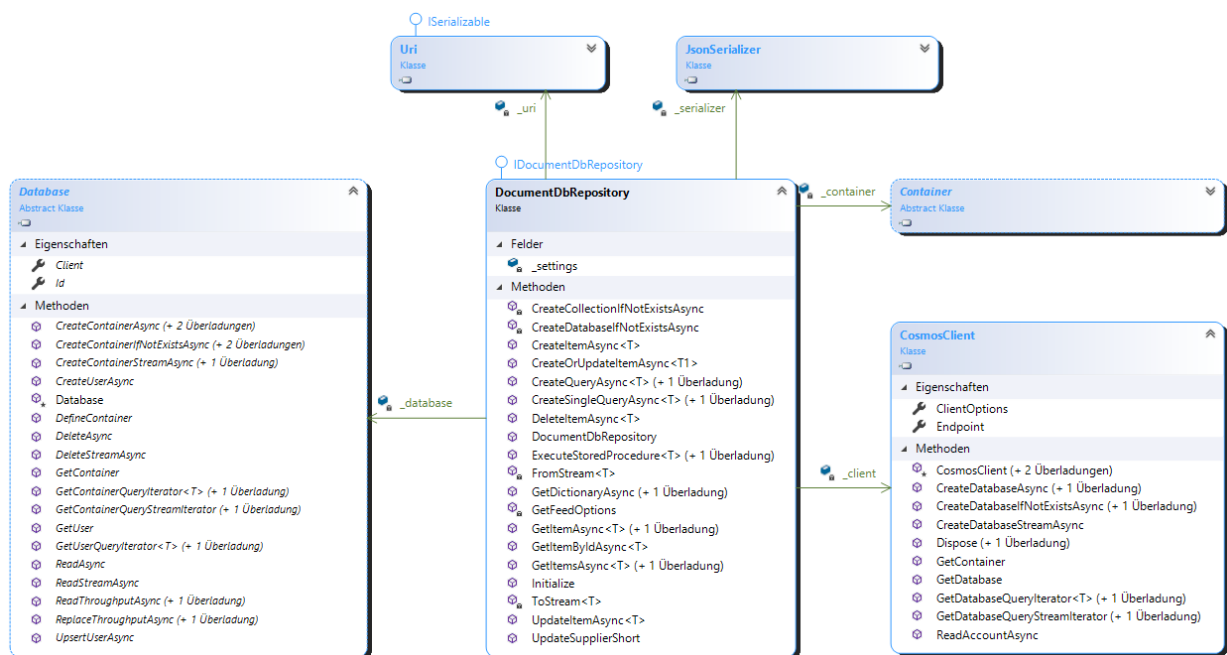 ISerializable
Uri
Klasse
JsonSerializer
Klasse
_uri
_serializer
IDocumentDbRepository
Database
Abstract Klasse
Eigenschaften
Client
Id
Methoden
CreateContainerAsync (+ 2 Überladungen)
CreateContainerIfNotExistsAsync (+ 2 Überladungen)
CreateContainerStreamAsync (+ 1 Überladung)
CreateUserAsync
Database
DefineContainer
DeleteAsync
DeleteStreamAsync
GetContainer
GetContainerQueryIterator<T> (+ 1 Überladung)
GetContainerQueryStreamIterator (+ 1 Überladung)
GetUser
GetUserQueryIterator<T> (+ 1 Überladung)
ReadAsync
ReadStreamAsync
ReadThroughputAsync (+ 1 Überladung)
ReplaceThroughputAsync (+ 1 Überladung)
UpsertUserAsync
_database
DocumentDbRepository
Klasse
Felder
_settings
Methoden
CreateCollectionIfNotExistsAsync
CreateDatabaseIfNotExistsAsync
CreateItemAsync<T>
CreateOrUpdateItemAsync<T1>
CreateQueryAsync<T> (+ 1 Überladung)
CreateSingleQueryAsync<T> (+ 1 Überladung)
DeleteItemAsync<T>
DocumentDbRepository
ExecuteStoredProcedure<T> (+ 1 Überladung)
FromStream<T>
GetDictionaryAsync (+ 1 Überladung)
GetFeedOptions
GetItemAsync<T> (+ 1 Überladung)
GetItemByIdAsync<T>
GetItemsAsync<T> (+ 1 Überladung)
Initialize
ToStream<T>
UpdateItemAsync<T>
UpdateSupplierShort
_container
Container
Abstract Klasse
_client
CosmosClient
Klasse
Eigenschaften
ClientOptions
Endpoint
Methoden
CosmosClient (+ 2 Überladungen)
CreateDatabaseAsync (+ 1 Überladung)
CreateDatabaseIfNotExistsAsync (+ 1 Überladung)
CreateDatabaseStreamAsync
Dispose (+ 1 Überladung)
GetContainer
GetDatabase
GetDatabaseQueryIterator<T> (+ 1 Überladung)
GetDatabaseQueryStreamIterator (+ 1 Überladung)
ReadAccountAsync